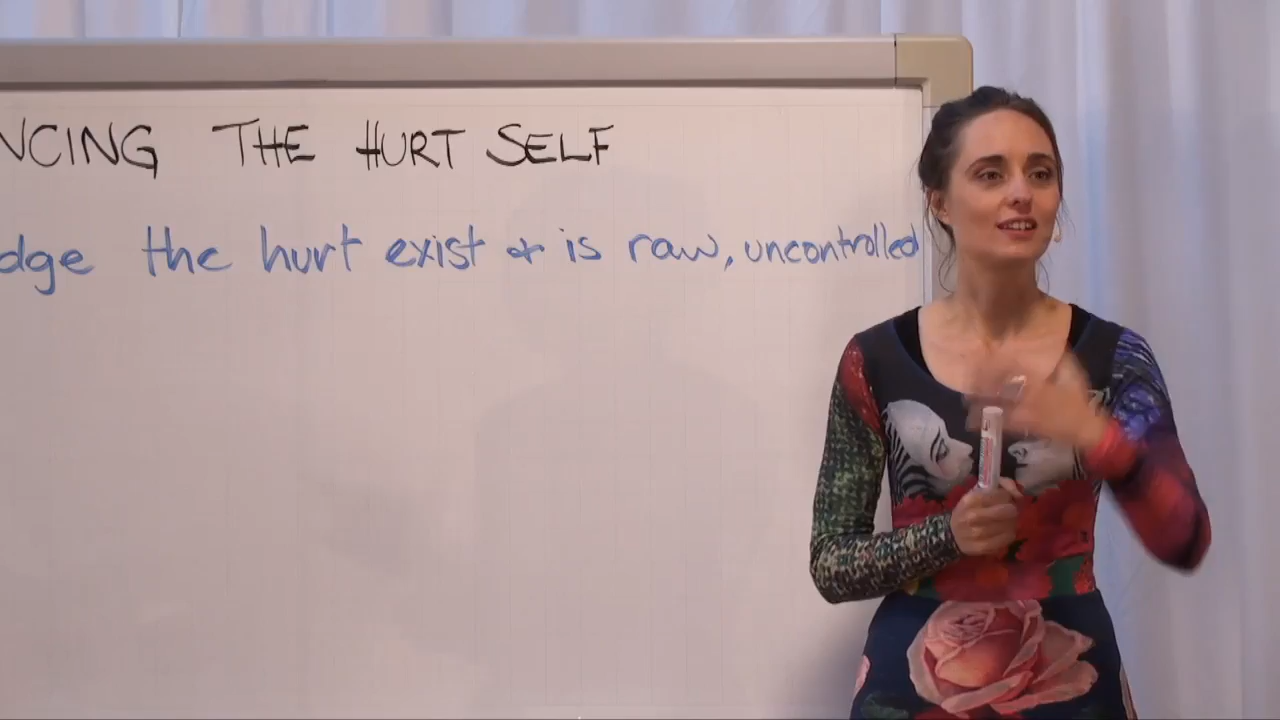 NCING THE HURT SELF
dge the hurt exist & is raw, uncontrolled